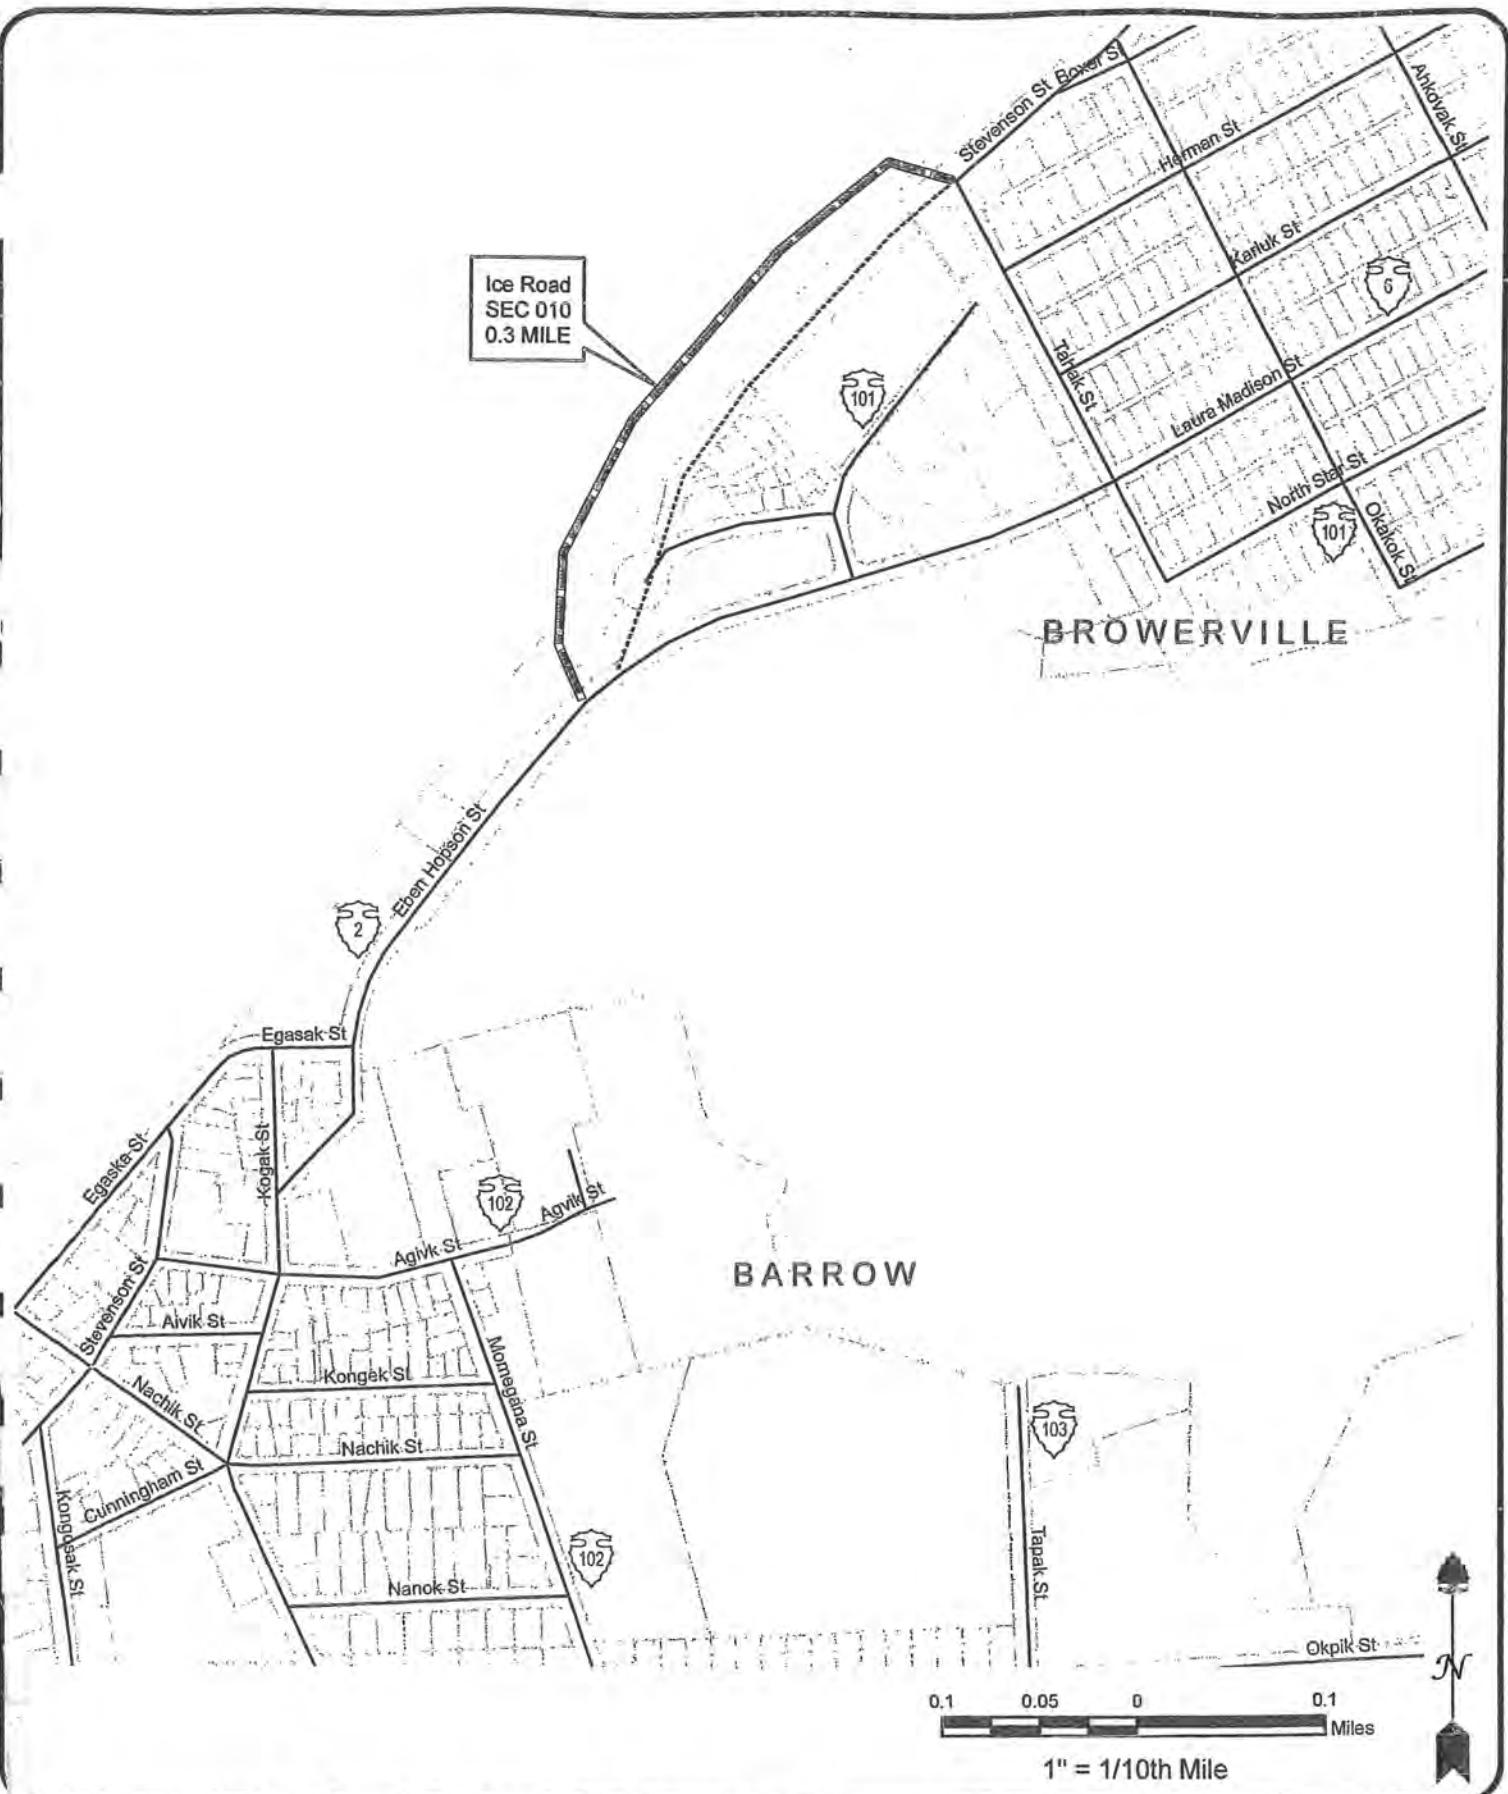 Stevenson St
Boxer St
Ahkovak St
Herman St
Karluk St
6
Ice Road
SEC 010
0.3 MILE
Tahak St
101
Laura Madison St
North Star St
101
Okakok St
BROWERVILLE
Eben Hopson St
2
Egasak St
Egaska St
Kogak St
102
Agvik St
Agivk St
BARROW
Stevenson St
Aivik St
Momegana St
Kongek St
Nachik St
103
Nachik St
Cunningham St
Kongosak St
102
Tapak St
Nanok St
Okpik St
N
0.1 0.05 0 0.1
Miles
1" = 1/10th Mile